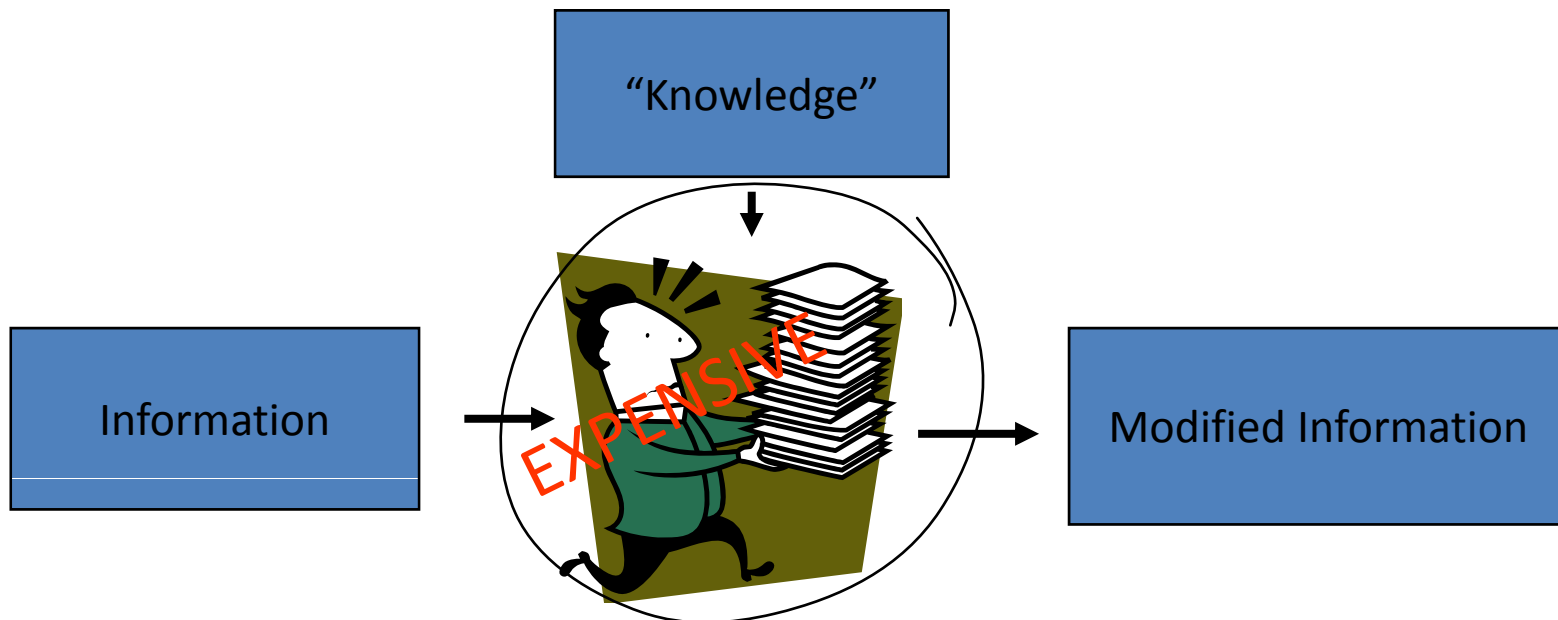 “Knowledge”
Information
EXPENSIVE
Modified Information